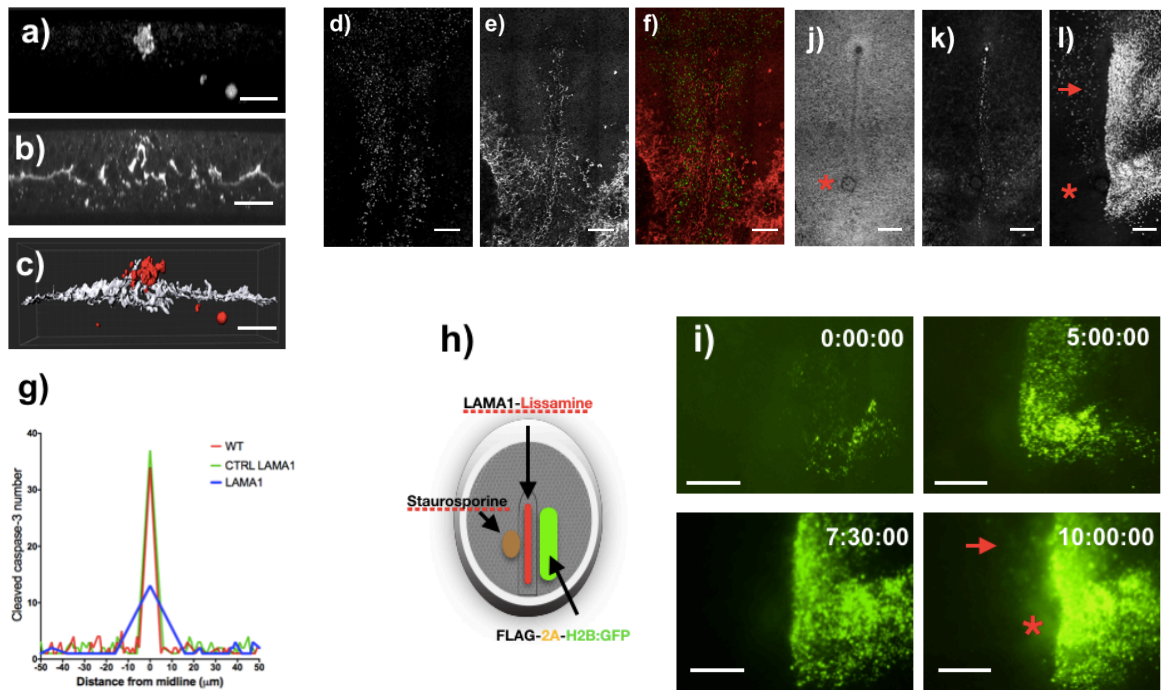 a)
b)
c)
d)
e)
f)
j)
k)
l)
*
*
g)
Cleaved caspase-3 number
40
30
20
10
0
WT
CTRL LAMA1
LAMA1
-50 -40 -30 -20 -10 0 10 20 30 40 50
Distance from midline (μm)
h)
LAMA1-Lissamine
Staurosporine
FLAG-2A-H2B:GFP
i)
0:00:00
5:00:00
7:30:00
10:00:00
*